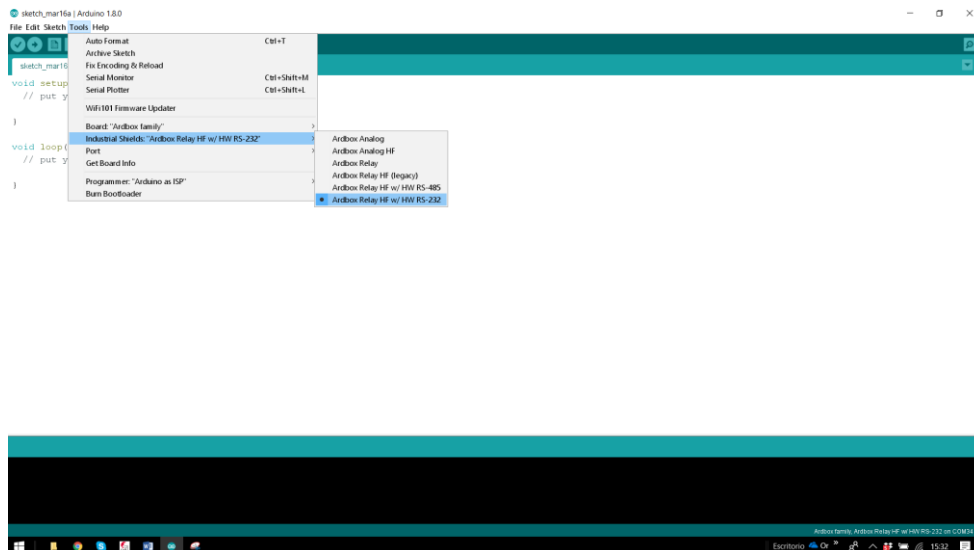 sketch_mar16a | Arduino 1.8.0
File Edit Sketch Tools Help
Auto Format Ctrl+T
Archive Sketch
sketch_mar16
Fix Encoding & Reload
void setup
Serial Monitor Ctrl+Shift+M
Serial Plotter Ctrl+Shift+L
// put y
WiFi101 Firmware Updater
}
Board: "Ardbox family"
Industrial Shields: "Ardbox Relay HF w/ HW RS-232"
Ardbox Analog
void loop(
Port
Ardbox Analog HF
// put y
Get Board Info
Ardbox Relay
Ardbox Relay HF (legacy)
}
Programmer: "Arduino as ISP"
Ardbox Relay HF w/ HW RS-485
Burn Bootloader
Ardbox Relay HF w/ HW RS-232
Ardbox family, Ardbox Relay HF w/ HW RS-232 on COM34
Escritorio Or 15:32